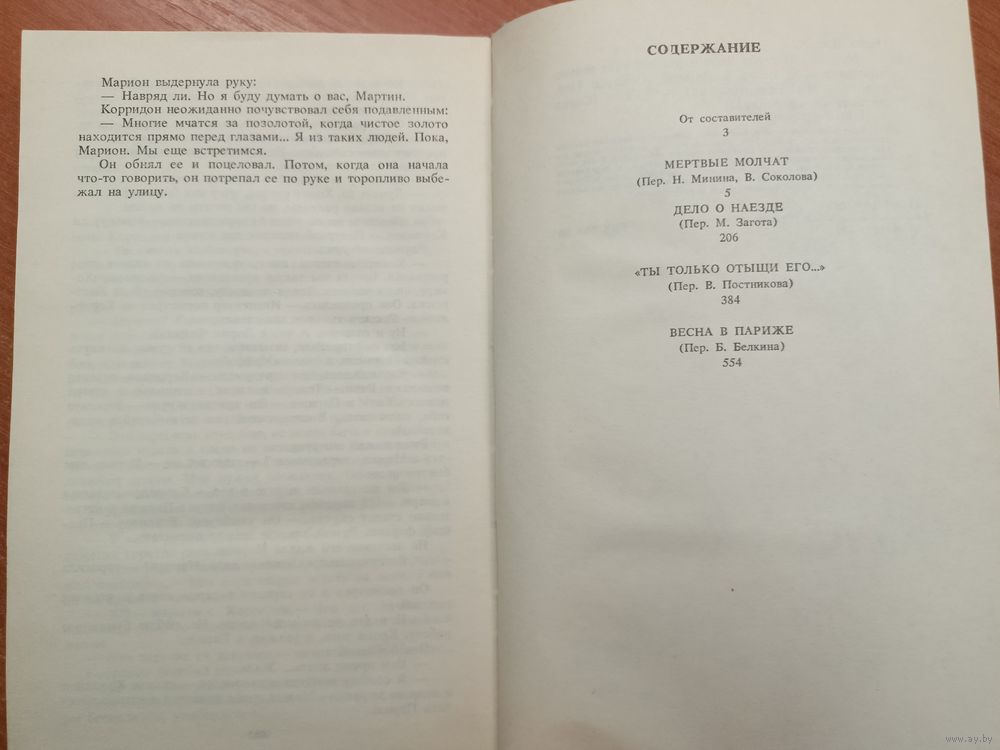 Марион выдернула руку:
— Навряд ли. Но я буду думать о вас, Мартин.
Корридон неожиданно почувствовал себя подавленным:
— Многие мчатся за позолотой, когда чистое золото
находится прямо перед глазами... Я из таких людей. Пока,
Марион. Мы еще встретимся.
Он обнял ее и поцеловал. Потом, когда она начала
что-то говорить, он потрепал ее по руке и торопливо выбе-
жал на улицу.
СОДЕРЖАНИЕ
От составителей
3
МЕРТВЫЕ МОЛЧАТ
(Пер. Н. Минина, В. Соколова)
5
ДЕЛО О НАЕЗДЕ
(Пер. М. Загота)
206
«ТЫ ТОЛЬКО ОТЫЩИ ЕГО...»
(Пер. В. Постникова)
384
ВЕСНА В ПАРИЖЕ
(Пер. Б. Белкина)
554
www.ay.by